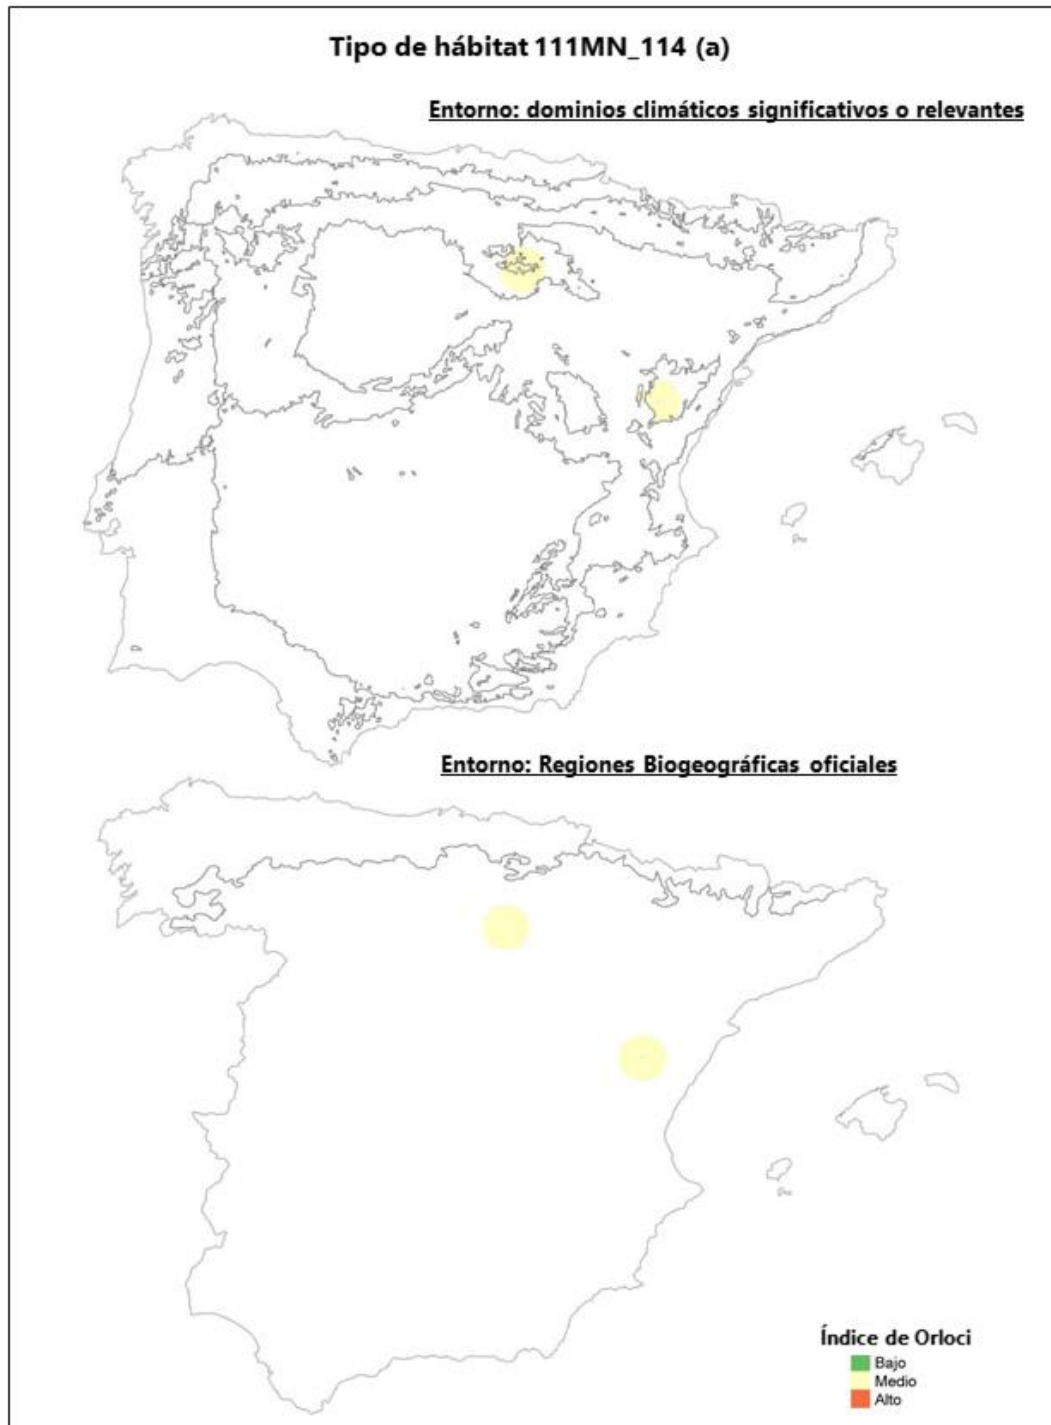 Tipo de hábitat 111MN_114 (a)
Entorno: dominios climáticos significativos o relevantes
Entorno: Regiones Biogeográficas oficiales
Índice de Orloci
Bajo
Medio
Alto